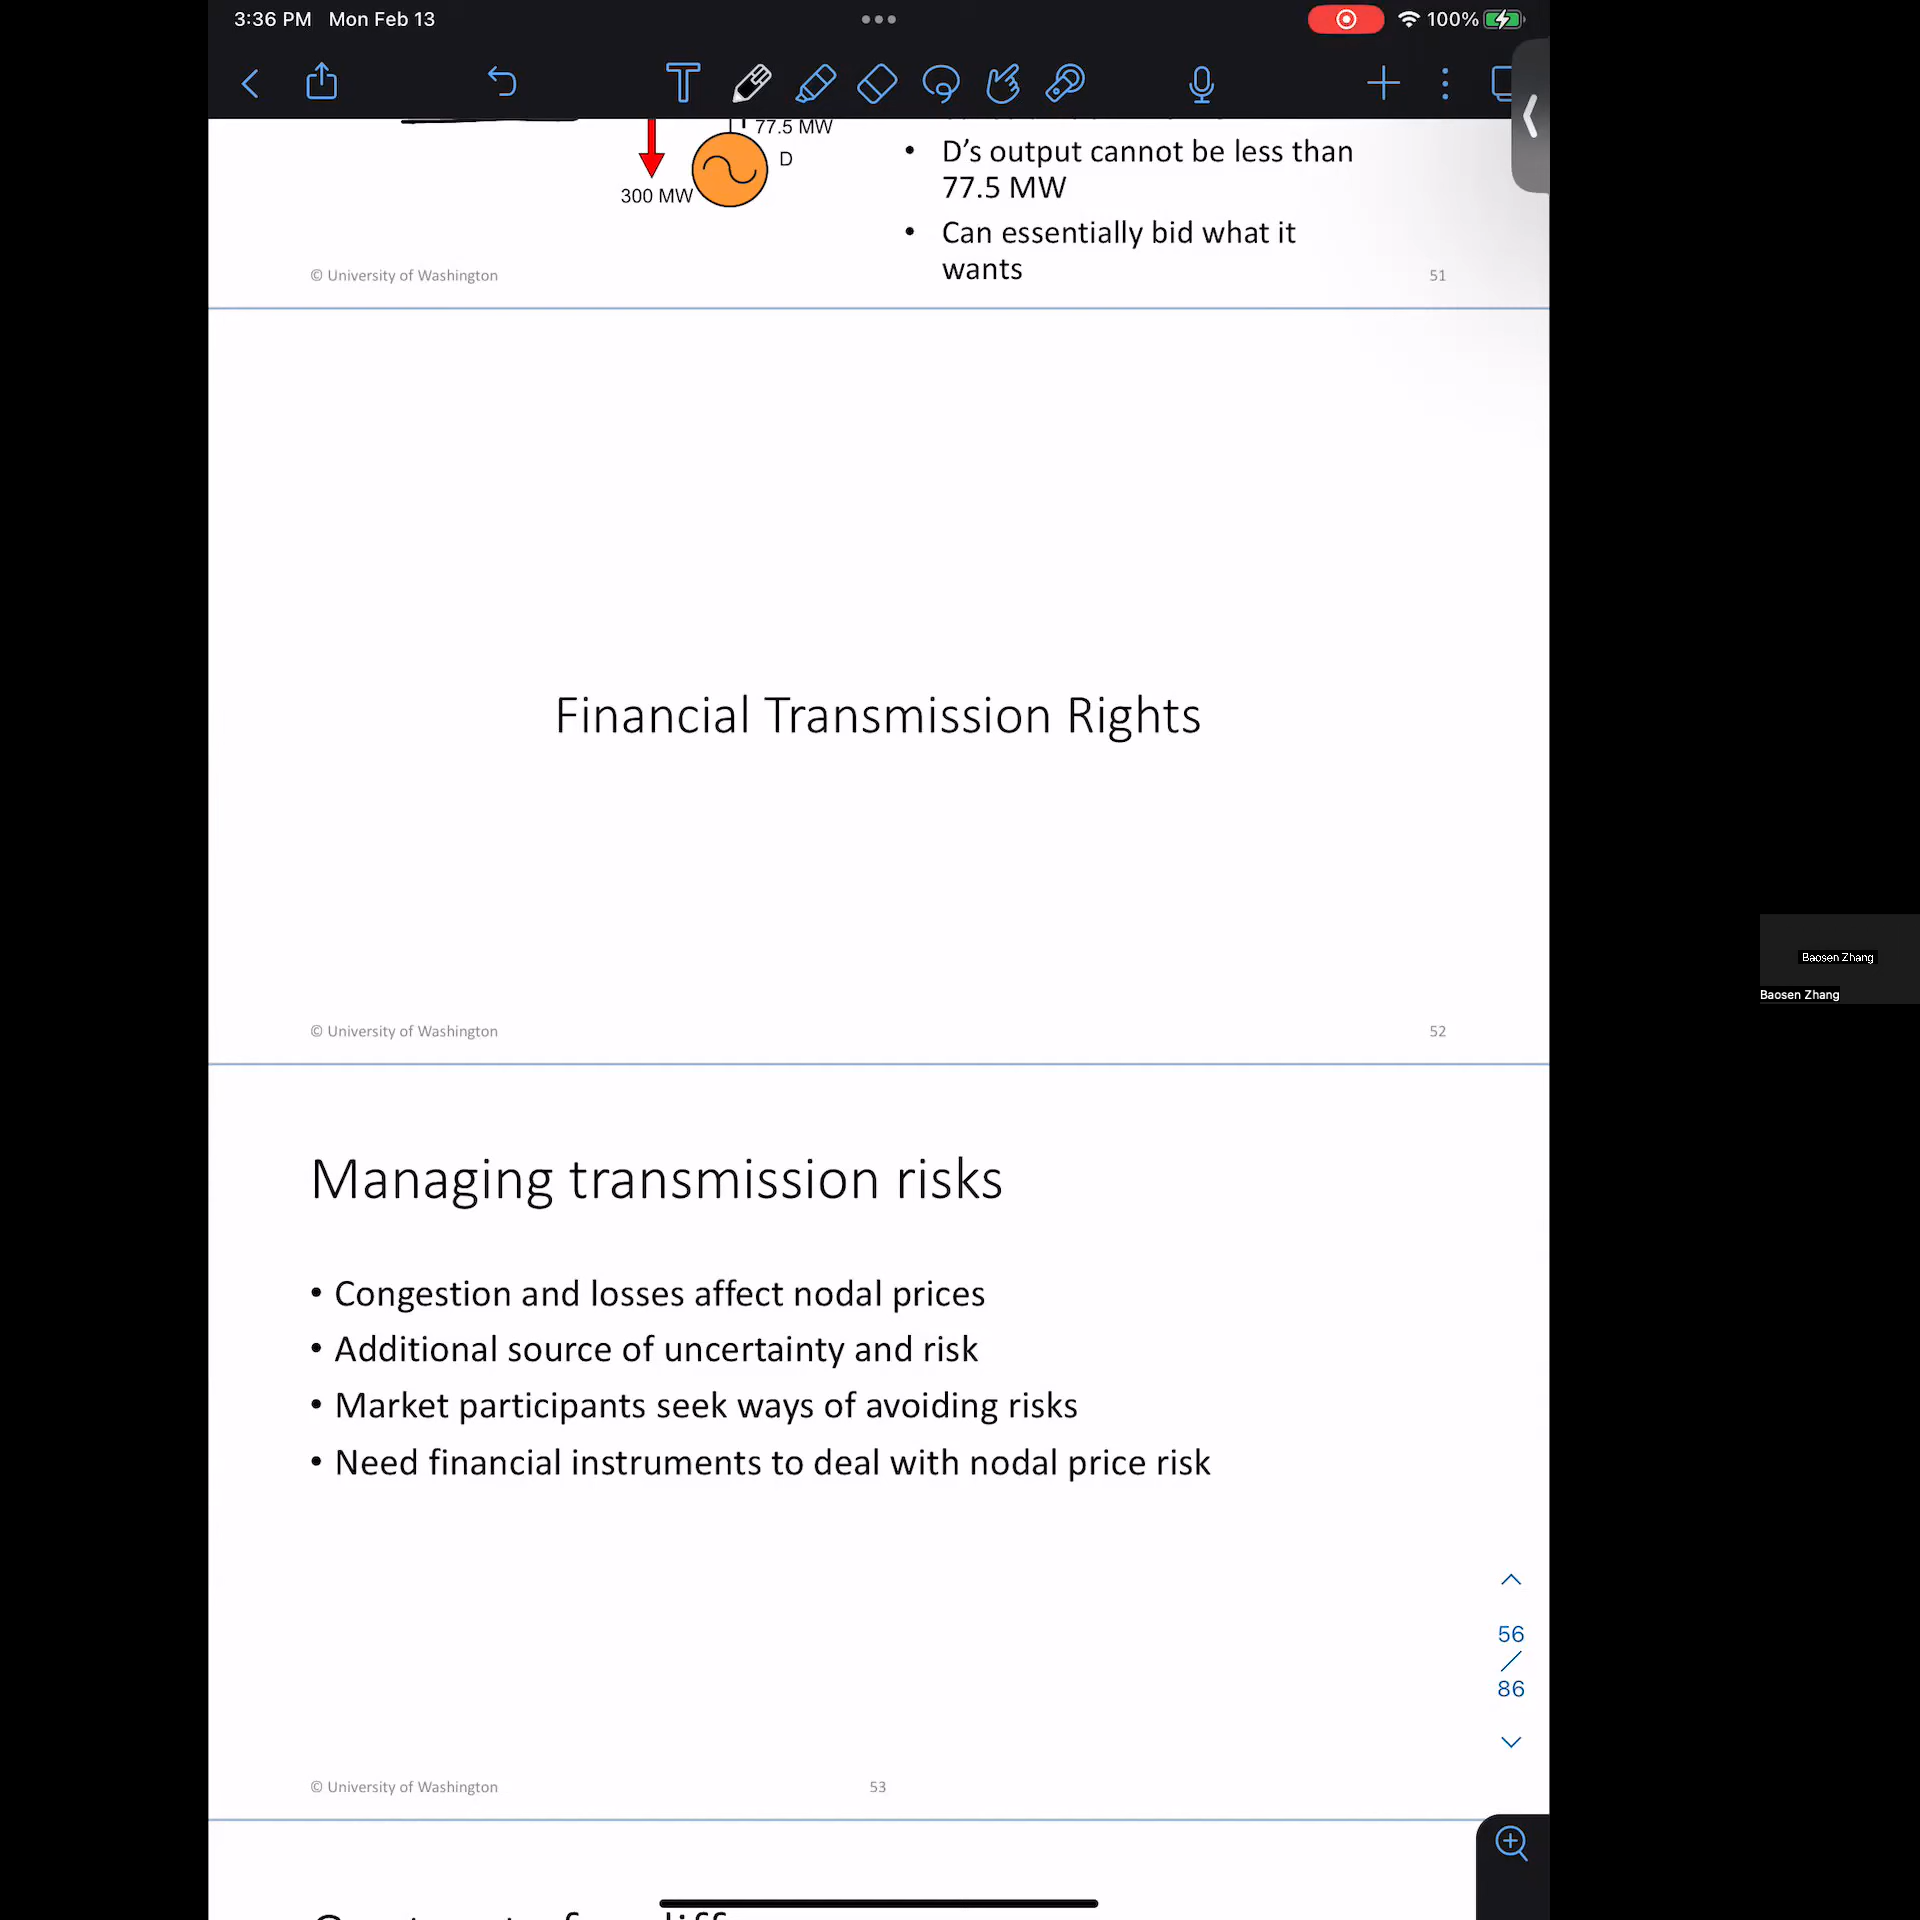 3:36 PM Mon Feb 13
100%
77.5 MW
D
300 MW
• D’s output cannot be less than
77.5 MW
• Can essentially bid what it
wants
© University of Washington
51
Financial Transmission Rights
© University of Washington
52
Managing transmission risks
• Congestion and losses affect nodal prices
• Additional source of uncertainty and risk
• Market participants seek ways of avoiding risks
• Need financial instruments to deal with nodal price risk
56
/
86
© University of Washington
53
Baosen Zhang
Baosen Zhang